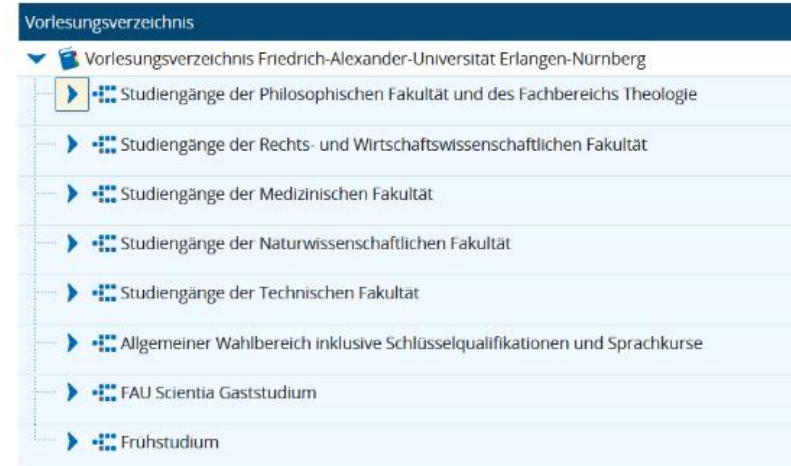 Vorlesungsverzeichnis
Vorlesungsverzeichnis Friedrich-Alexander-Universität Erlangen-Nürnberg
Studiengänge der Philosophischen Fakultät und des Fachbereichs Theologie
Studiengänge der Rechts- und Wirtschaftswissenschaftlichen Fakultät
Studiengänge der Medizinischen Fakultät
Studiengänge der Naturwissenschaftlichen Fakultät
Studiengänge der Technischen Fakultät
Allgemeiner Wahlbereich inklusive Schlüsselqualifikationen und Sprachkurse
FAU Scientia Gaststudium
Frühstudium